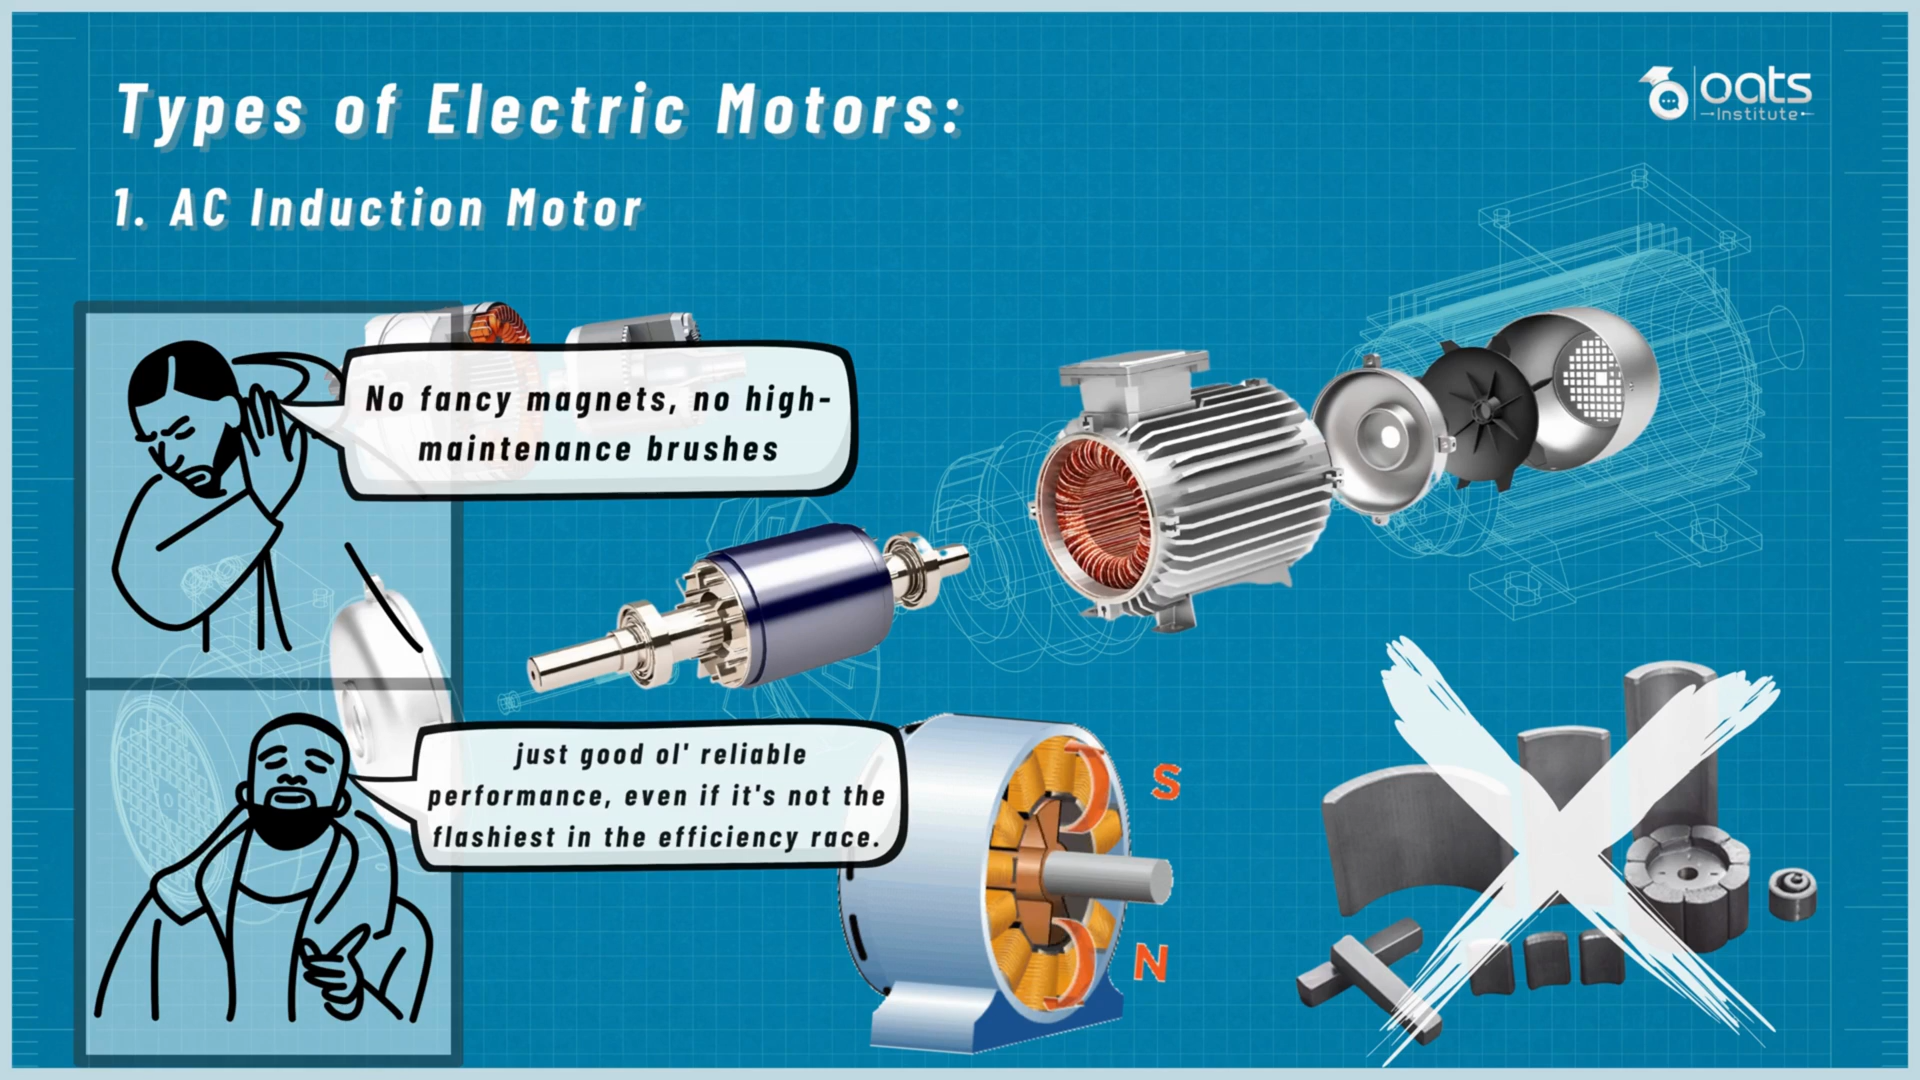 Types of Electric Motors:
oats
Institute
1. AC Induction Motor
No fancy magnets, no high-
maintenance brushes
just good ol' reliable
performance, even if it's not the
flashiest in the efficiency race.
S
N